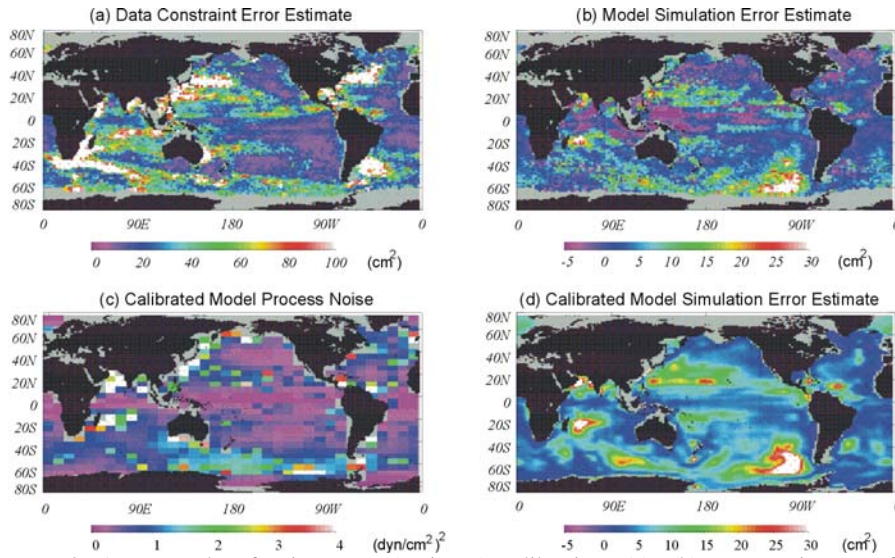 (a) Data Constraint Error Estimate
(b) Model Simulation Error Estimate
80N
60N
40N
20N
0
20S
40S
60S
80S
0 90E 180 90W 0
80N
60N
40N
20N
0
20S
40S
60S
80S
0 90E 180 90W
0 20 40 60 80 100 (cm²)
-5 0 5 10 15 20 25 30 (cm²)
(c) Calibrated Model Process Noise
(d) Calibrated Model Simulation Error Estimate
80N
60N
40N
20N
0
20S
40S
60S
80S
0 90E 180 90W 0
80N
60N
40N
20N
0
20S
40S
60S
80S
0 90E 180 90W
0 1 2 3 4 (dyn/cm²)²
-5 0 5 10 15 20 25 30 (cm²)